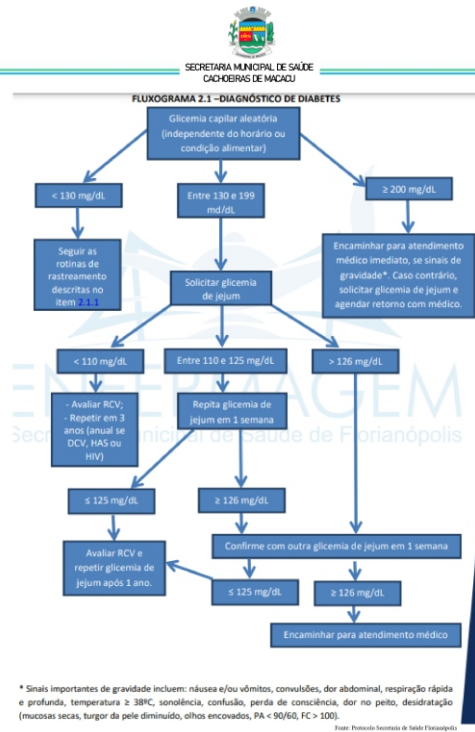 SECRETARIA MUNICIPAL DE SAÚDE
CACHOEIRAS DE MACACU
FLUXOGRAMA 2.1 –DIAGNÓSTICO DE DIABETES
Glicemia capilar aleatória
(independente do horário ou
condição alimentar)
< 130 mg/dL
Entre 130 e 199
md/dL
≥ 200 mg/dL
Seguir as
rotinas de
rastreamento
descritas no
item 2.1.1
Solicitar glicemia
de jejum
Encaminhar para atendimento
médico imediato, se sinais de
gravidade*. Caso contrário,
solicitar glicemia de jejum e
agendar retorno com médico.
< 110 mg/dL
Entre 110 e 125 mg/dL
> 126 mg/dL
- Avaliar RCV;
- Repetir em 3
anos (anual se
DCV, HAS ou
HIV)
Repita glicemia de
jejum em 1 semana
ENFERMAGEM
Secretaria Municipal de Saúde de Florianópolis
≤ 125 mg/dL
≥ 126 mg/dL
Avaliar RCV e
repetir glicemia de
jejum após 1 ano.
Confirme com outra glicemia de jejum em 1 semana
≤ 125 mg/dL
≥ 126 mg/dL
Encaminhar para atendimento médico
* Sinais importantes de gravidade incluem: náusea e/ou vômitos, convulsões, dor abdominal, respiração rápida
e profunda, temperatura ≥ 38ºC, sonolência, confusão, perda de consciência, dor no peito, desidratação
(mucosas secas, turgor da pele diminuído, olhos encovados, PA < 90/60, FC > 100).
Fonte: Protocolo Secretaria de Saúde Florianópolis